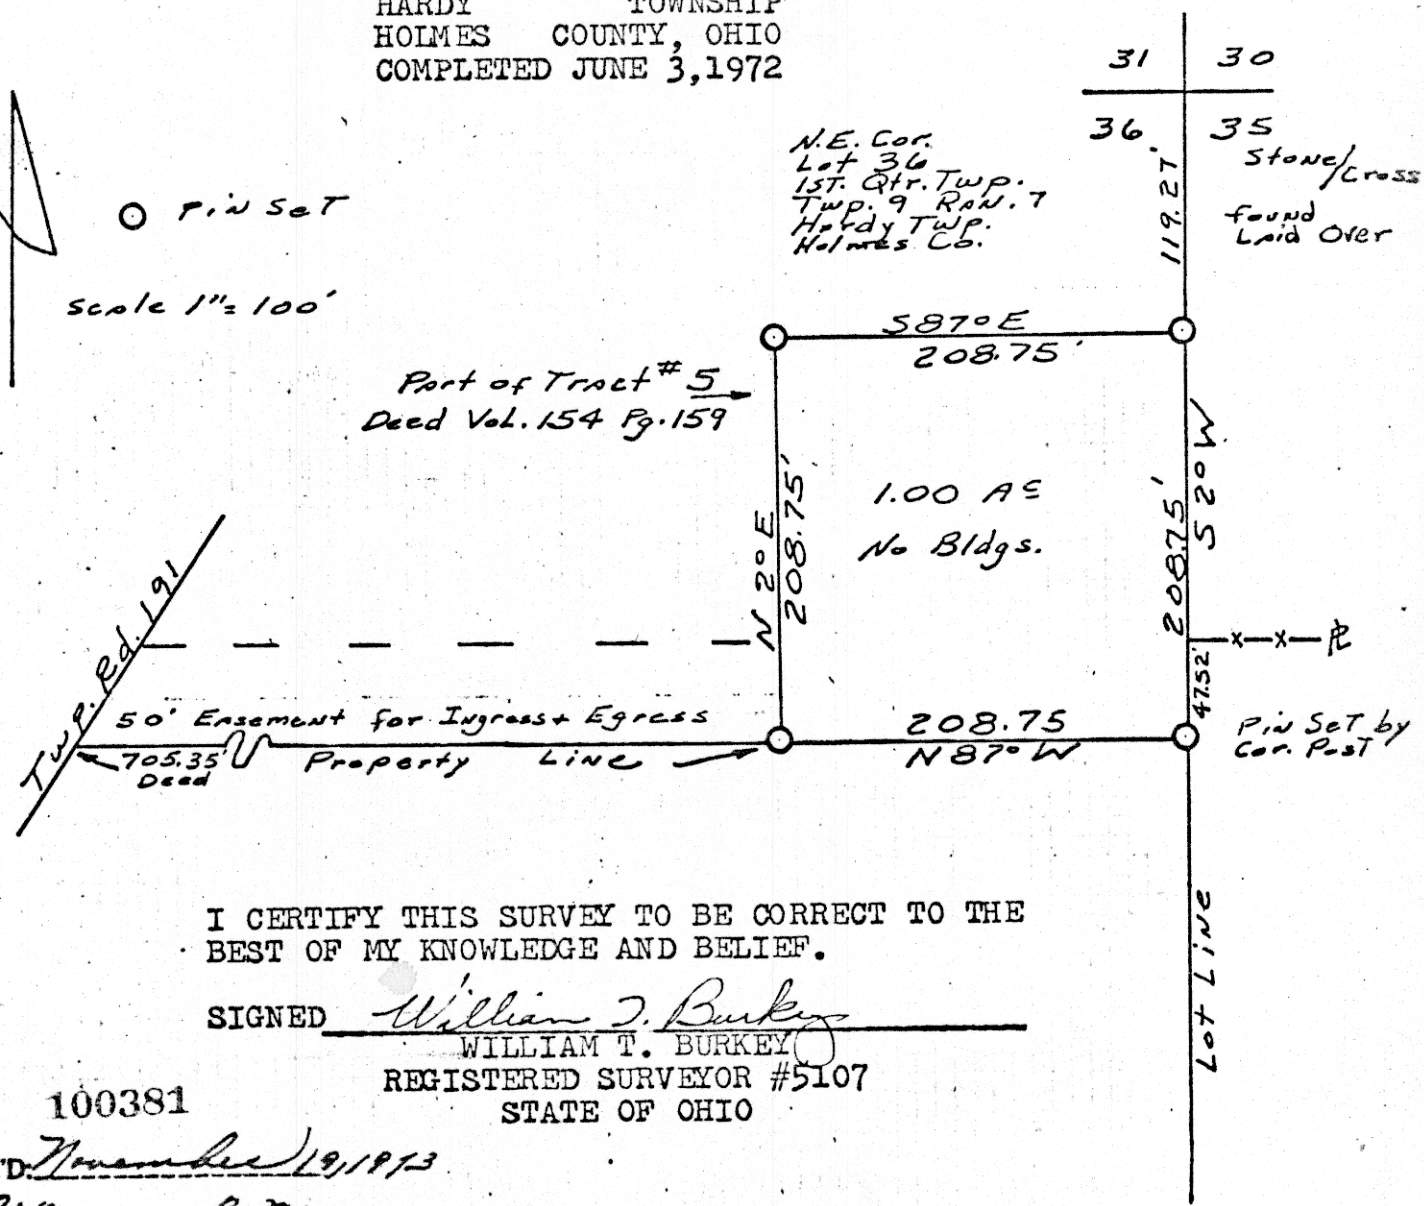 HARDY TOWNSHIP
HOLMES COUNTY, OHIO
COMPLETED JUNE 3,1972
31 30
36 35
Stone/Cross
found
Laid Over
N.E. Cor.
Lot 36
1ST. Qtr. Twp.
Twp. 9 RAN. 7
Hardy Twp.
Holmes Co.
119.27'
PiN SeT
Scale 1"= 100'
S87°E
208.75'
Part of Tract # 5
Deed Vol. 154 Pg. 159
N 2° E
208.75'
1.00 Ac
No Bldgs.
208.75'
S 2° W
Twp. Rd. 191
50' Easement for Ingress + Egress
705.35'
Deed
Property Line
208.75
N 87° W
47.52'
PL
PiN SeT by
Cor. Post
Lot LiNe
I CERTIFY THIS SURVEY TO BE CORRECT TO THE
BEST OF MY KNOWLEDGE AND BELIEF.
SIGNED William T. Burkey
WILLIAM T. BURKEY
REGISTERED SURVEYOR #5107
STATE OF OHIO
100381
'D. November 19, 1973